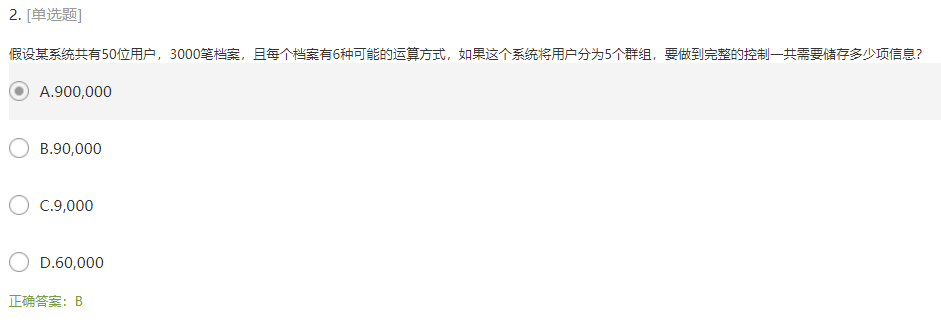 2. [单选题]
假设某系统共有50位用户，3000笔档案，且每个档案有6种可能的运算方式，如果这个系统将用户分为5个群组，要做到完整的控制一共需要储存多少项信息？
A.900,000
B.90,000
C.9,000
D.60,000
正确答案：B